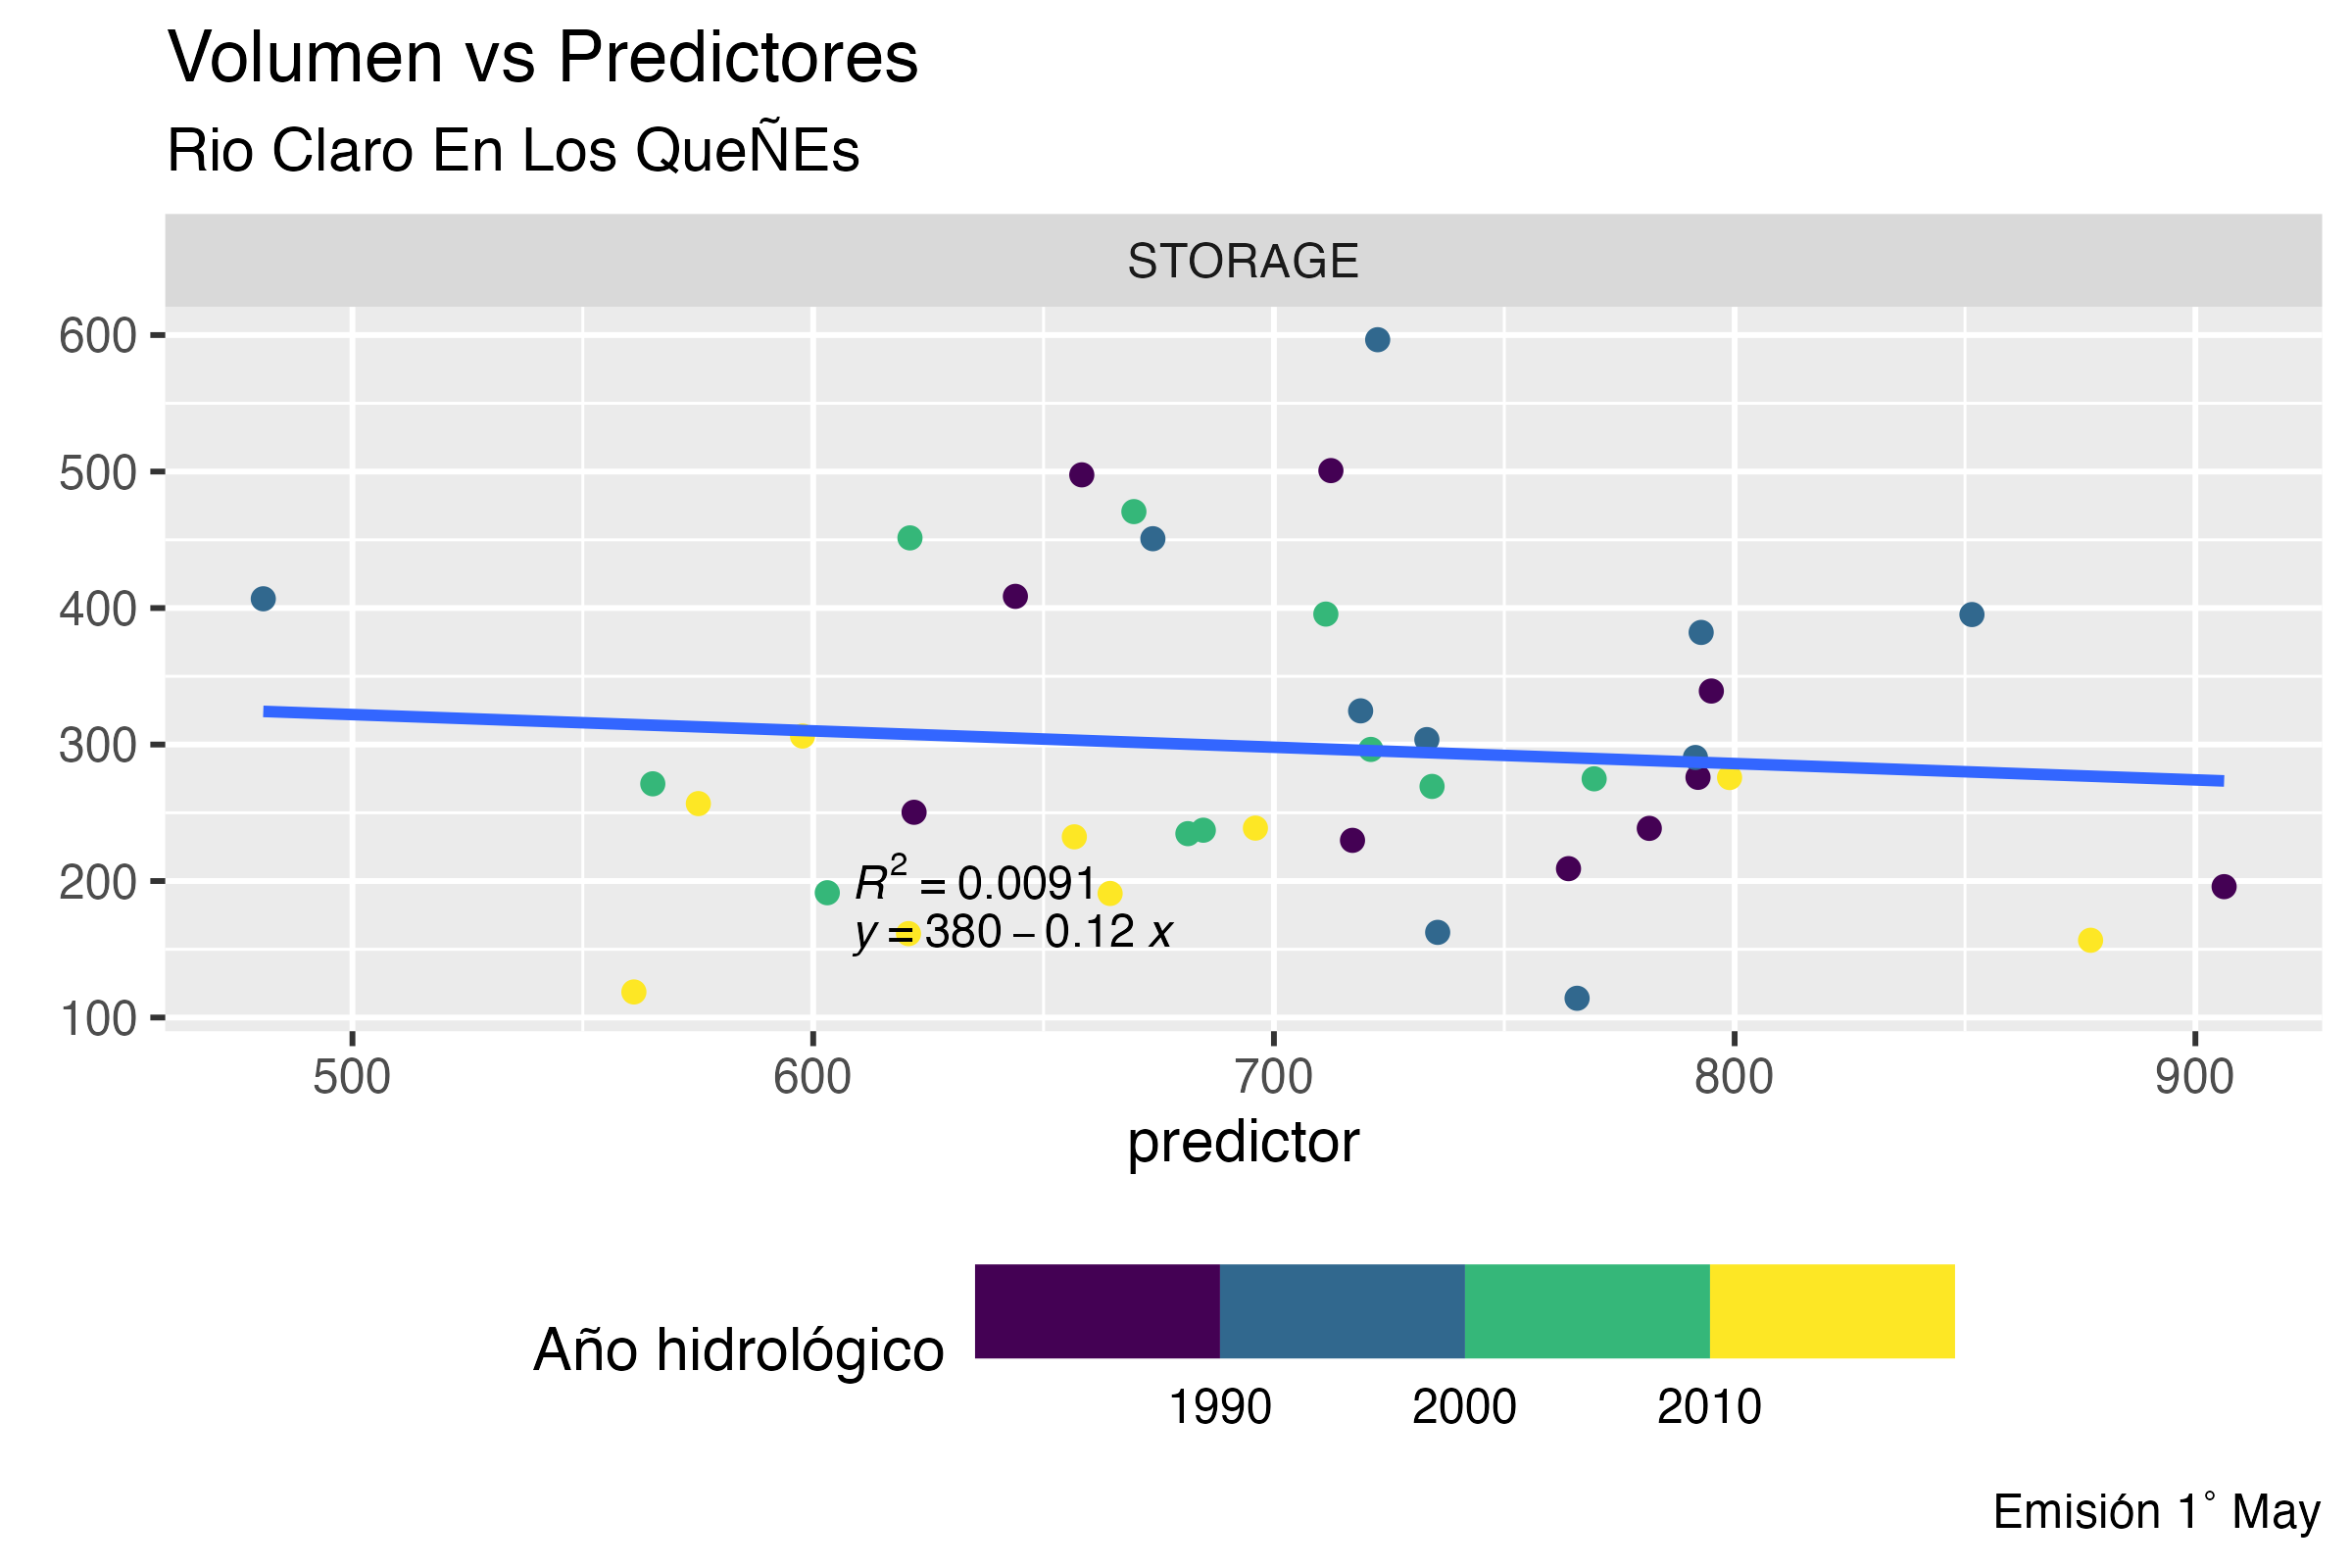 Volumen vs Predictores
Rio Claro En Los QueÑEs
STORAGE
600
500
400
300
200
100
R² = 0.0091
y = 380 − 0.12 x
500 600 700 800 900
predictor
Año hidrológico
1990 2000 2010
Emisión 1° May